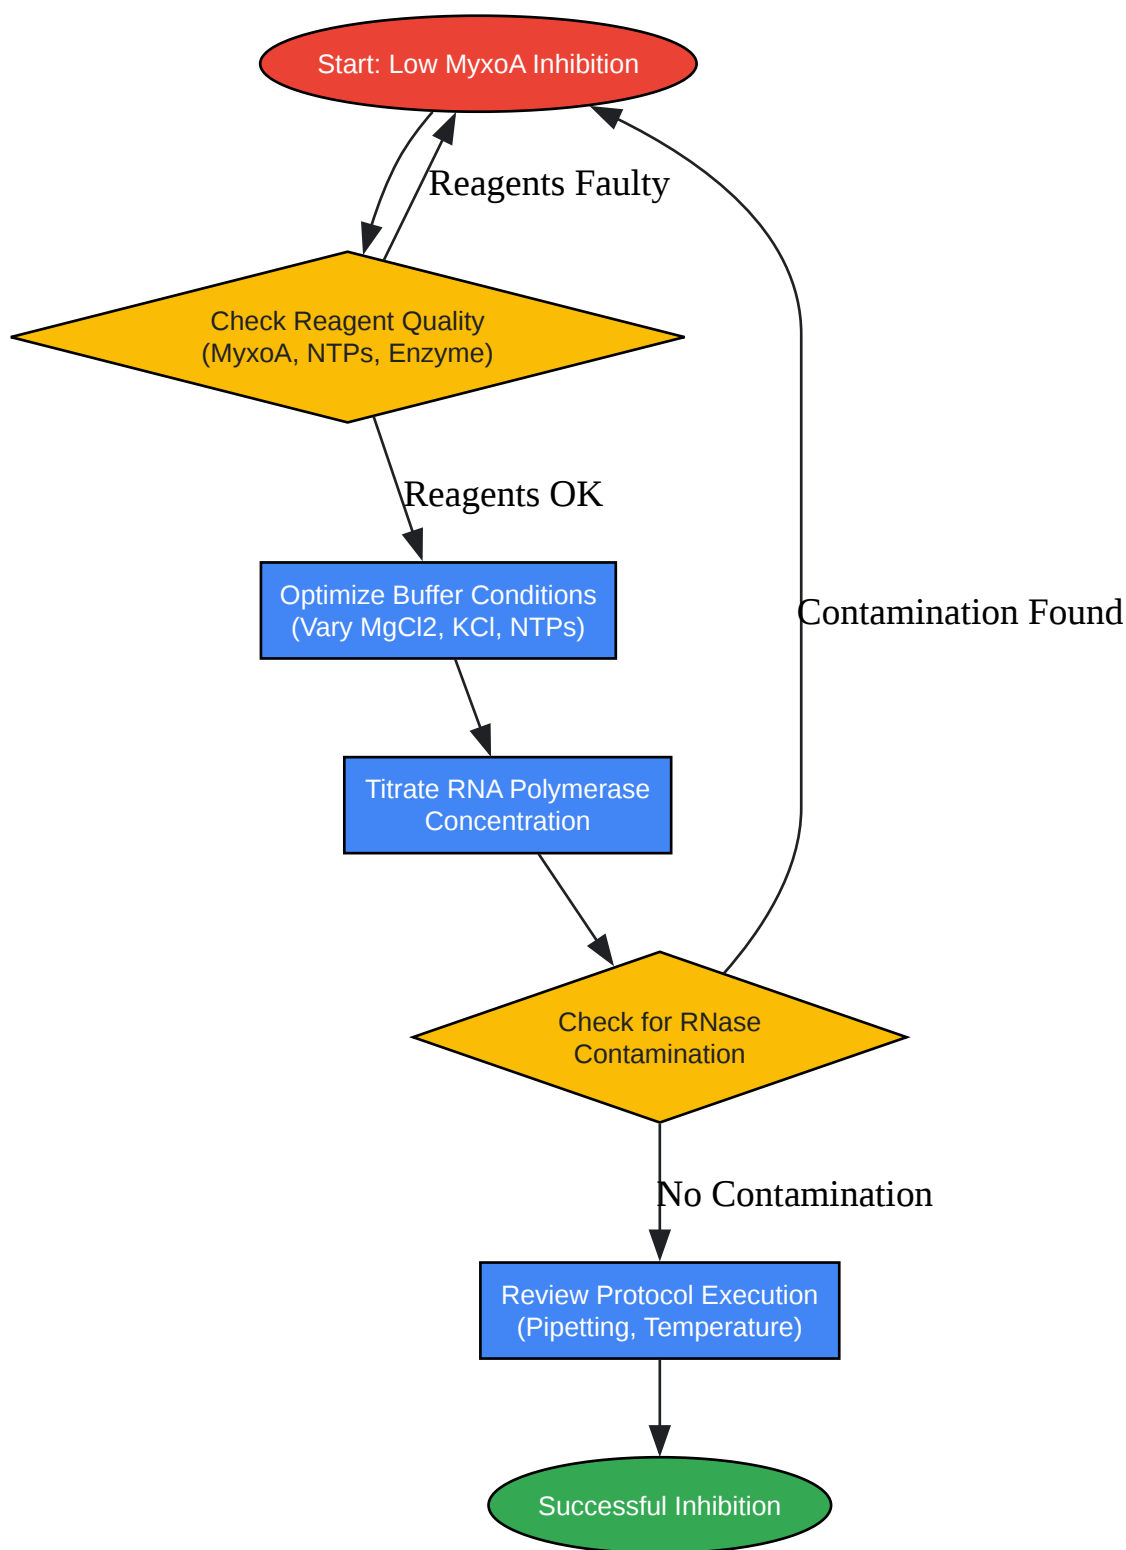 Start: Low MyxoA Inhibition
Reagents Faulty
Check Reagent Quality
(MyxoA, NTPs, Enzyme)
Reagents OK
Optimize Buffer Conditions
(Vary MgCl2, KCl, NTPs)
Contamination Found
Titrate RNA Polymerase
Concentration
Check for RNase
Contamination
No Contamination
Review Protocol Execution
(Pipetting, Temperature)
Successful Inhibition